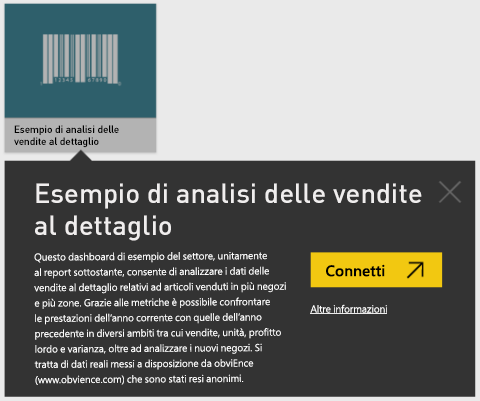 Esempio di analisi delle
vendite al dettaglio
Esempio di analisi delle vendite
al dettaglio
Questo dashboard di esempio del settore, unitamente
al report sottostante, consente di analizzare i dati delle
vendite al dettaglio relativi ad articoli venduti in più negozi
e più zone. Grazie alle metriche è possibile confrontare
le prestazioni dell'anno corrente con quelle dell'anno
precedente in diversi ambiti tra cui vendite, unità, profitto
lordo e varianza, oltre ad analizzare i nuovi negozi. Si
tratta di dati reali messi a disposizione da obviEnce
(www.obvience.com) che sono stati resi anonimi.
Connetti
Altre informazioni